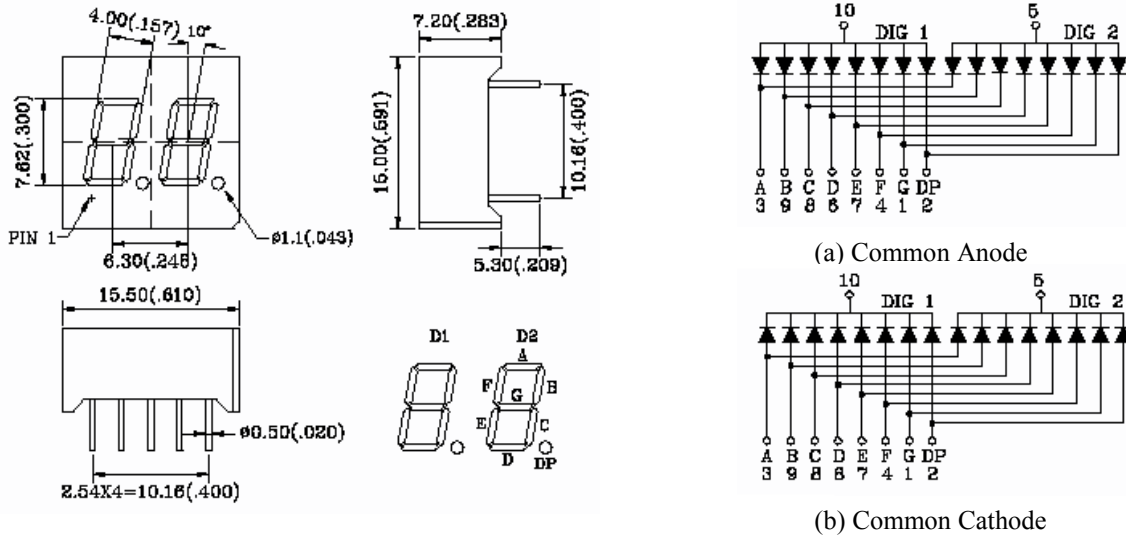 4.00(.157)
10°
7.62(.300)
PIN 1
ø1.1(.043)
6.30(.248)
7.20(.283)
15.00(.591)
10.16(.400)
5.30(.209)
15.50(.610)
ø0.50(.020)
2.54X4=10.16(.400)
D1
D2
A
F
B
G
E
C
D
DP
10
5
DIG 1
DIG 2
A B C D E F G DP
3 9 8 6 7 4 1 2
(a) Common Anode
10
5
DIG 1
DIG 2
A B C D E F G DP
3 9 8 6 7 4 1 2
(b) Common Cathode